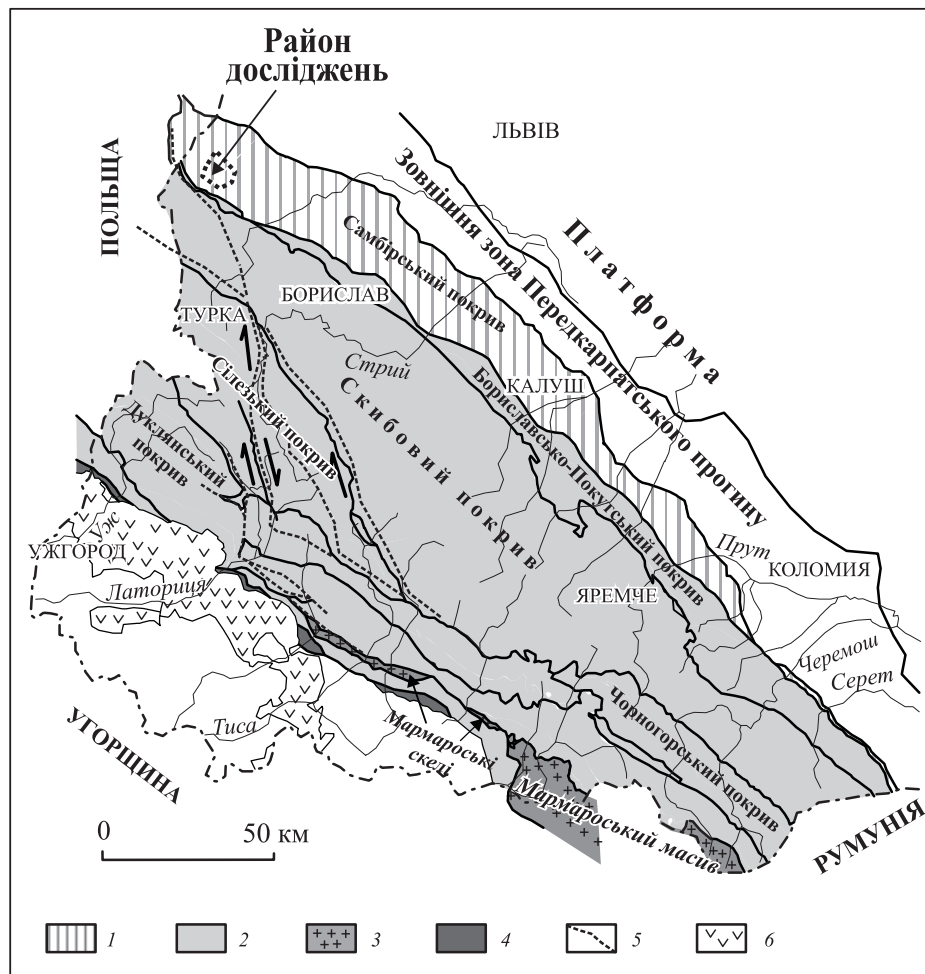 Район
досліджень
ЛЬВІВ
ПОЛЬЩА
Зовнішня зона Передкарпатського прогину
Платформа
Самбірський покрив
БОРИСЛАВ
ТУРКА
Стрий
КАЛУШ
Сілезький покрив
Скибовий покрив
Бориславсько-Покутський покрив
Дуклянський
покрив
Уж
УЖГОРОД
Латориця
Прут
КОЛОМИЯ
ЯРЕМЧЕ
Черемош
Серет
Тиса
Мармароські
скелі
Чорногорський покрив
УГОРЩИНА
Мармароський масив
РУМУНІЯ
0 50 км
1 2 3 4 5 6